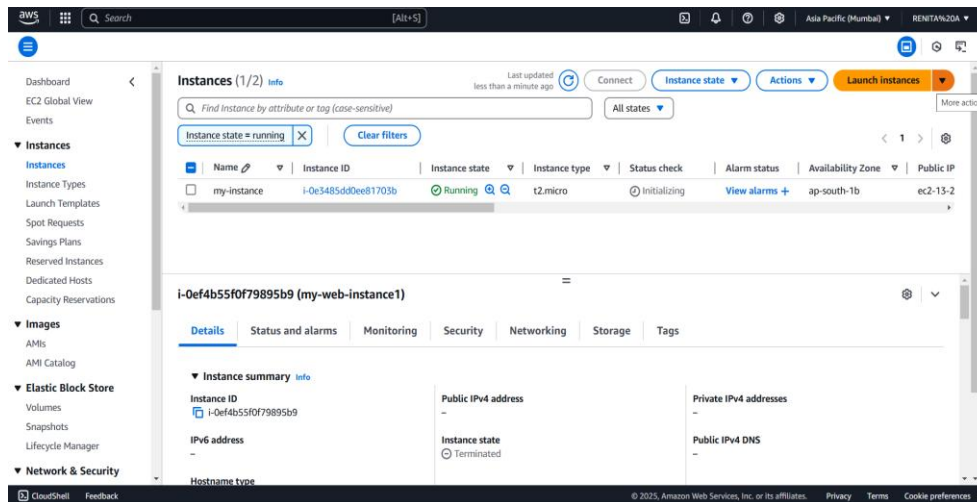 aws Search [Alt+S] Asia Pacific (Mumbai) RENITA%20A
Dashboard
EC2 Global View
Events
Instances
Instances
Instance Types
Launch Templates
Spot Requests
Savings Plans
Reserved Instances
Dedicated Hosts
Capacity Reservations
Images
AMIs
AMI Catalog
Elastic Block Store
Volumes
Snapshots
Lifecycle Manager
Network & Security
Instances (1/2) Info
Last updated
less than a minute ago
Connect Instance state Actions Launch instances
More actio
Find Instance by attribute or tag (case-sensitive) All states
Instance state = running Clear filters
1
Name Instance ID Instance state Instance type Status check Alarm status Availability Zone Public IP
my-instance i-0e3485dd0ee81703b Running t2.micro Initializing View alarms + ap-south-1b ec2-13-2
i-0ef4b55f0f79895b9 (my-web-instance1)
Details Status and alarms Monitoring Security Networking Storage Tags
Instance summary Info
Instance ID Public IPv4 address Private IPv4 addresses
i-0ef4b55f0f79895b9 – –
IPv6 address Instance state Public IPv4 DNS
– Terminated –
Hostname type
CloudShell Feedback © 2025, Amazon Web Services, Inc. or its affiliates. Privacy Terms Cookie preferences